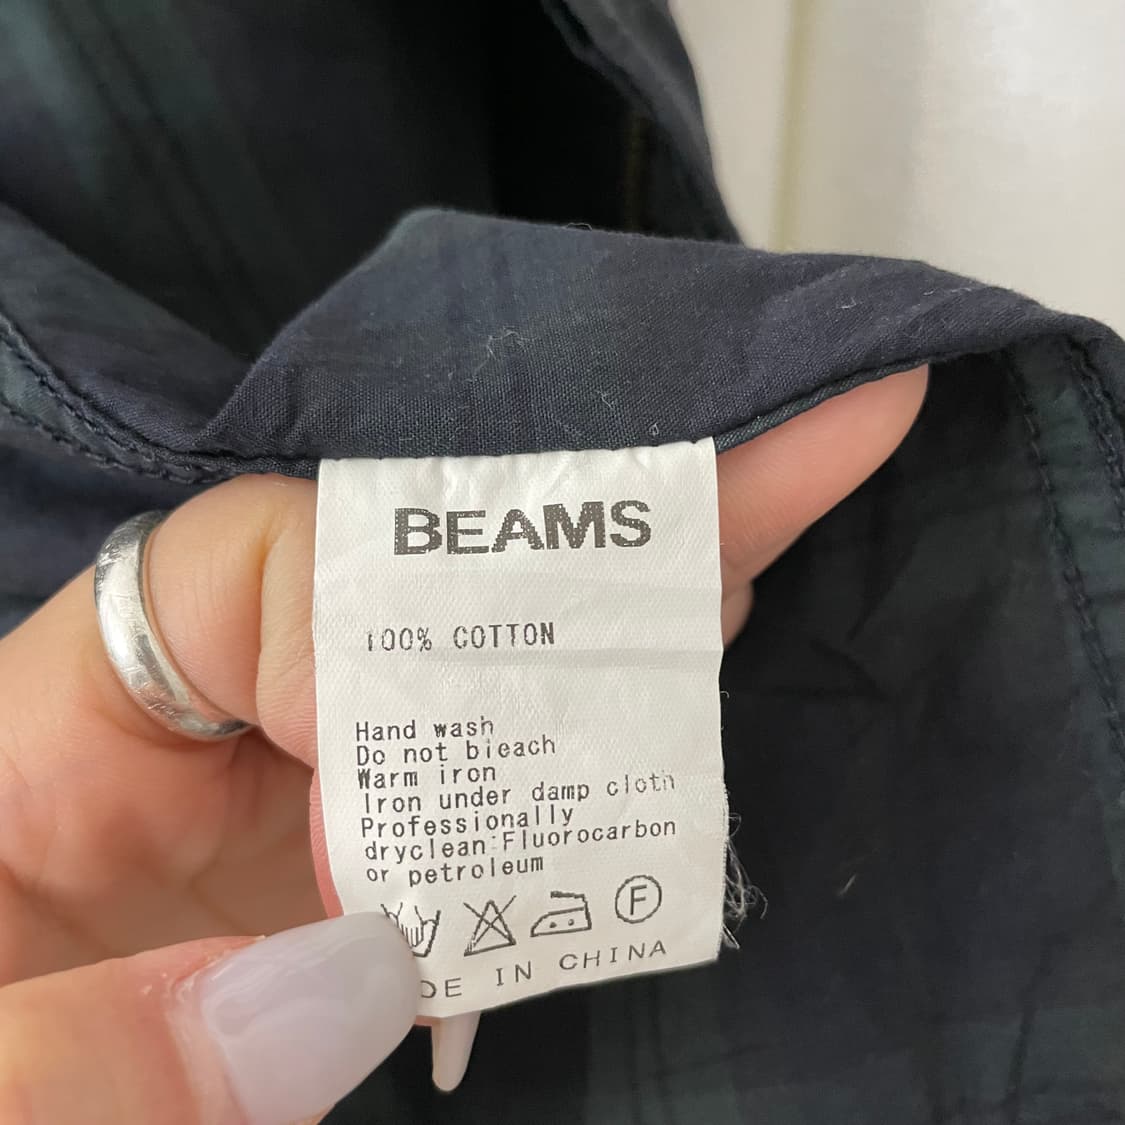 BEAMS
100% COTTON
Hand wash
Do not bleach
Warm iron
Iron under damp cloth
Professionally
dryclean:Fluorocarbon
or petroleum
F
DE IN CHINA